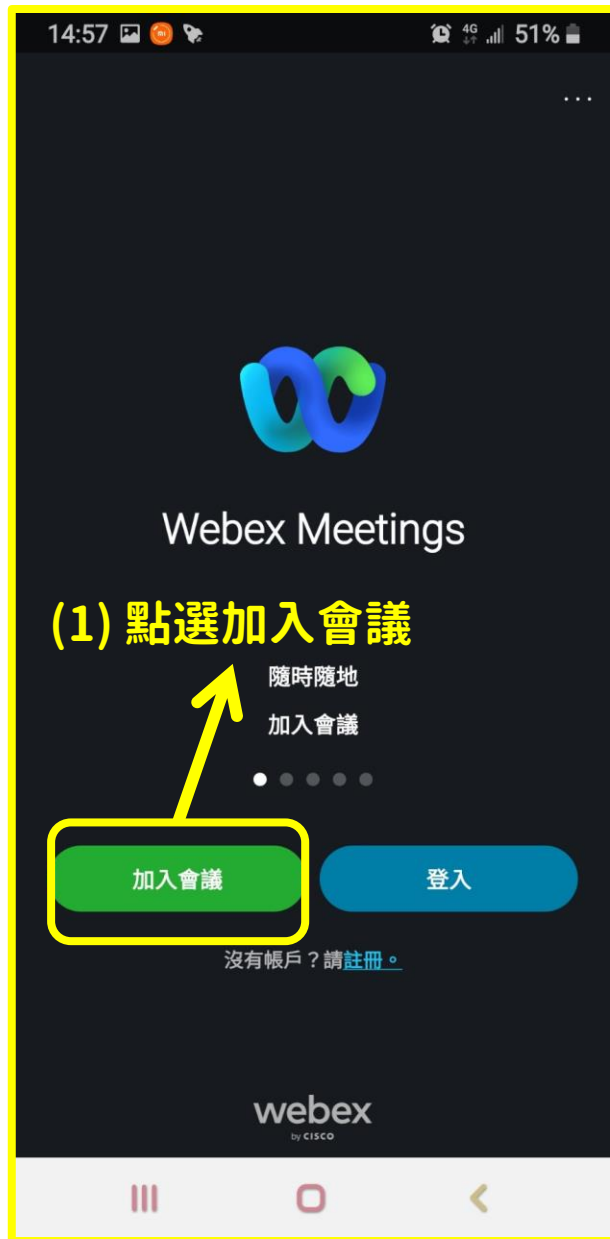 14:57
4G
51%
Webex Meetings
(1) 點選加入會議
隨時隨地
加入會議
加入會議
登入
沒有帳戶？請註冊。
webex
by CISCO